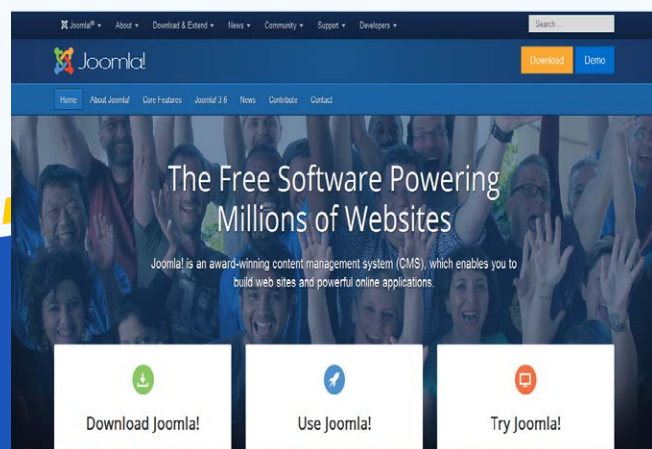 Joomla!® About Download & Extend News Community Support Developers Search ...
Joomla! Download Demo
Home About Joomla! Core Features Joomla! 3.6 News Contribute Contact
The Free Software Powering
Millions of Websites
Joomla! is an award-winning content management system (CMS), which enables you to
build web sites and powerful online applications.
Download Joomla! Use Joomla! Try Joomla!